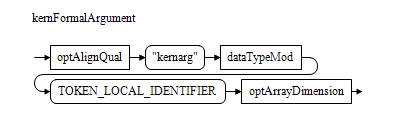 kernFormalArgument
optAlignQual "kernarg" dataTypeMod
TOKEN_LOCAL_IDENTIFIER optArrayDimension